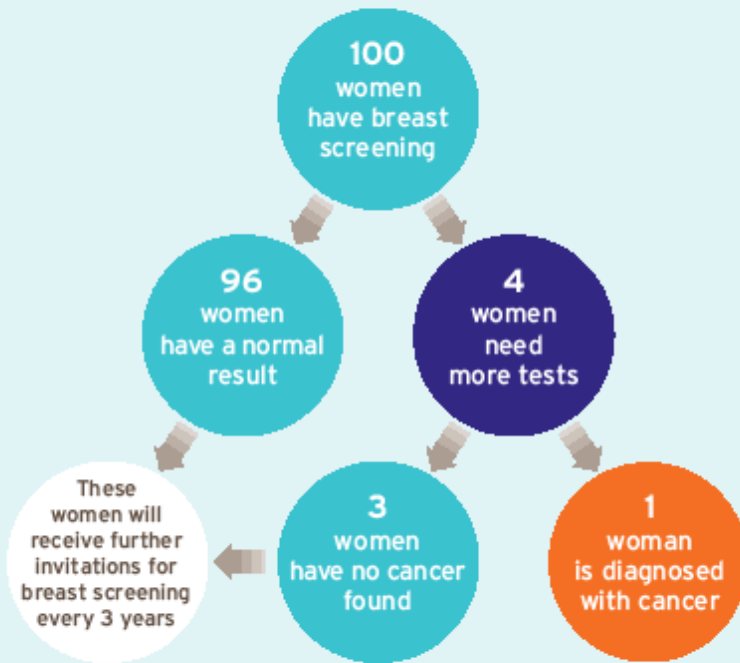 100
women
have breast
screening
96
women
have a normal
result
4
women
need
more tests
These
women will
receive further
invitations for
breast screening
every 3 years
3
women
have no cancer
found
1
woman
is diagnosed
with cancer